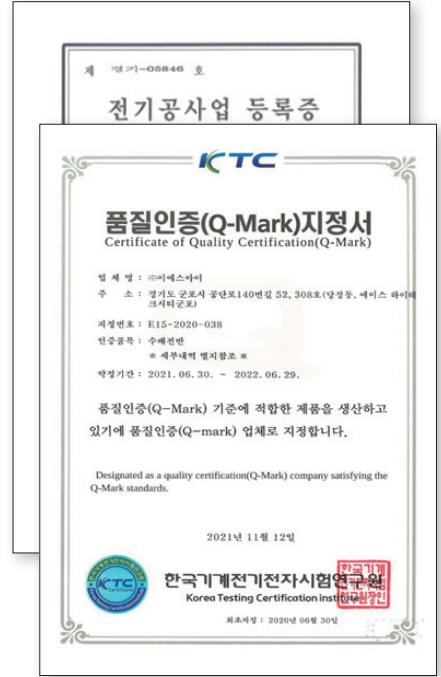 제 경기-05846 호
전기공사업 등록증
KTC
품질인증(Q-Mark)지정서
Certificate of Quality Certification(Q-Mark)
업 체 명 : ㈜이에스아이
주 소 : 경기도 군포시 공단로140번길 52, 308호(당정동, 에이스 하이테
크시티군포)
지정번호 : E15-2020-038
인증품목 : 수배전반
※ 세부내역 별지참조 ※
약정기간 : 2021.06.30. ~ 2022.06.29.
품질인증(Q-Mark) 기준에 적합한 제품을 생산하고
있기에 품질인증(Q-mark) 업체로 지정합니다.
Designated as a quality certification(Q-Mark) company satisfying the
Q-Mark standards.
2021년 11월 12일
KTC
한국기계전기전자시험연구원
Korea Testing Certification institute
최초지정 : 2020년 06월 30일